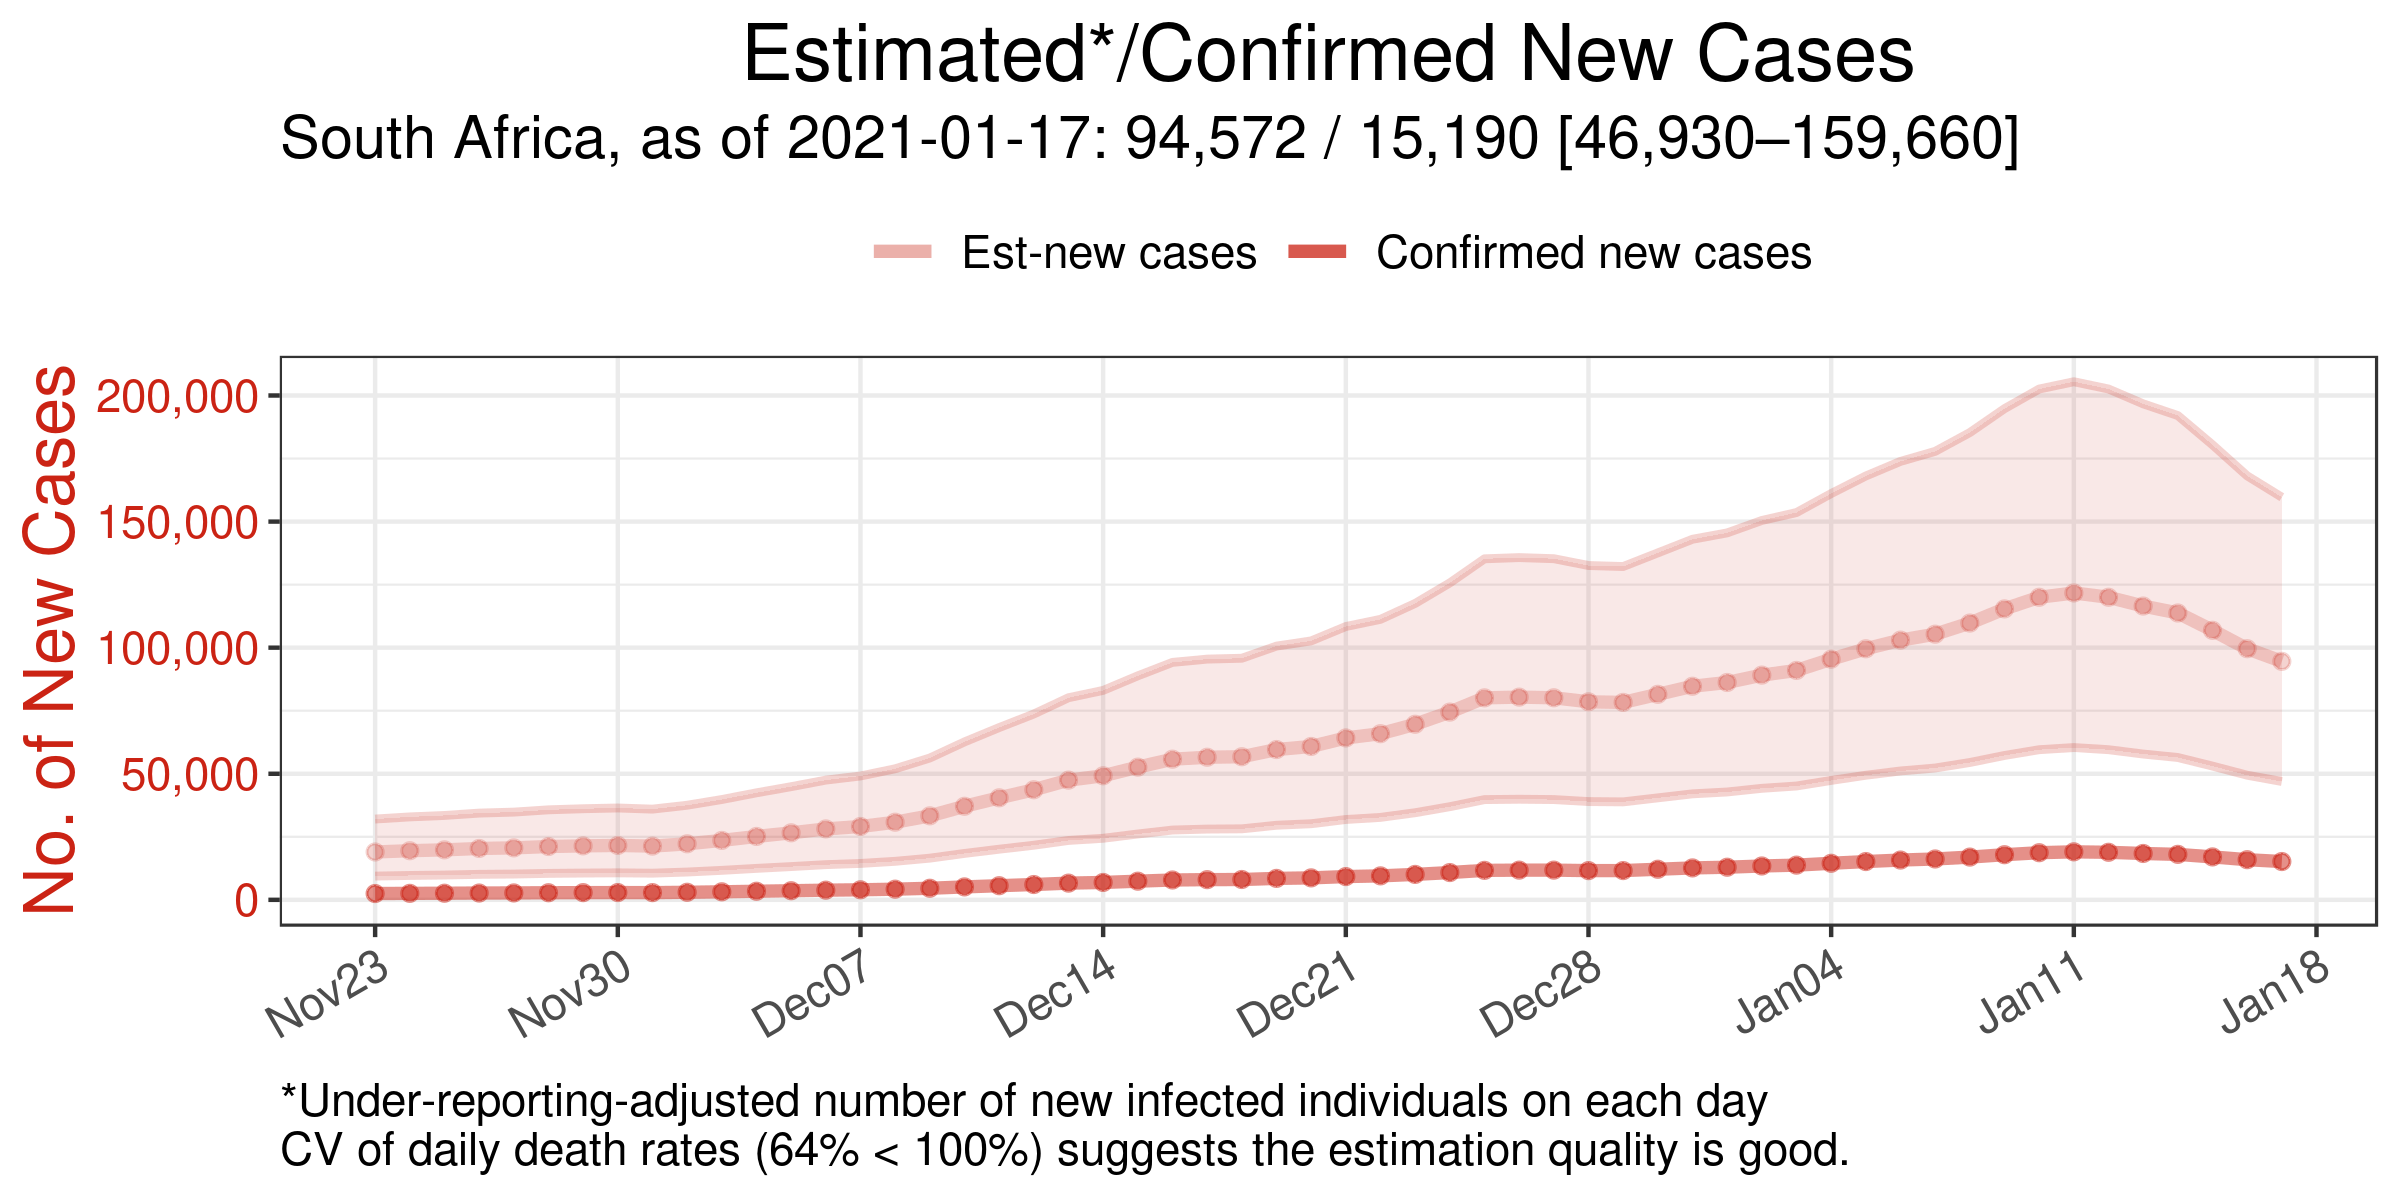 Estimated*/Confirmed New Cases
South Africa, as of 2021-01-17: 94,572 / 15,190 [46,930–159,660]
Est-new cases
Confirmed new cases
No. of New Cases
200,000
150,000
100,000
50,000
0
Nov23
Nov30
Dec07
Dec14
Dec21
Dec28
Jan04
Jan11
Jan18
*Under-reporting-adjusted number of new infected individuals on each day
CV of daily death rates (64% < 100%) suggests the estimation quality is good.